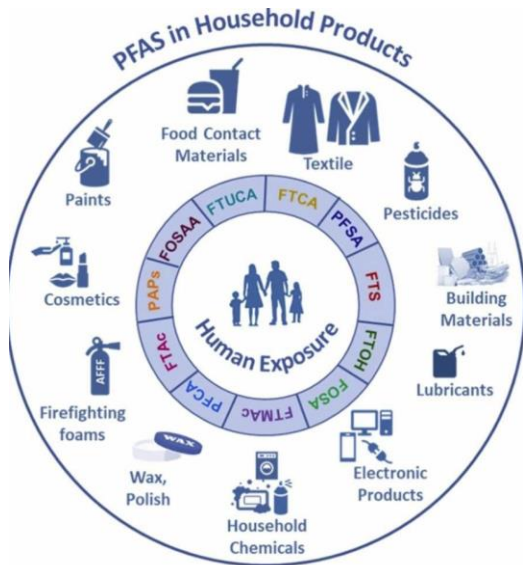 PFAS in Household Products
Food Contact
Materials
Textile
Pesticides
Building
Materials
Lubricants
Electronic
Products
Household
Chemicals
WAX
Wax,
Polish
AFFF
Firefighting
foams
Cosmetics
Paints
FTUCA
FTCA
PFSA
FTS
FTOH
FOSA
FTMAc
PFCA
FTAc
PAPs
FOSAA
Human Exposure